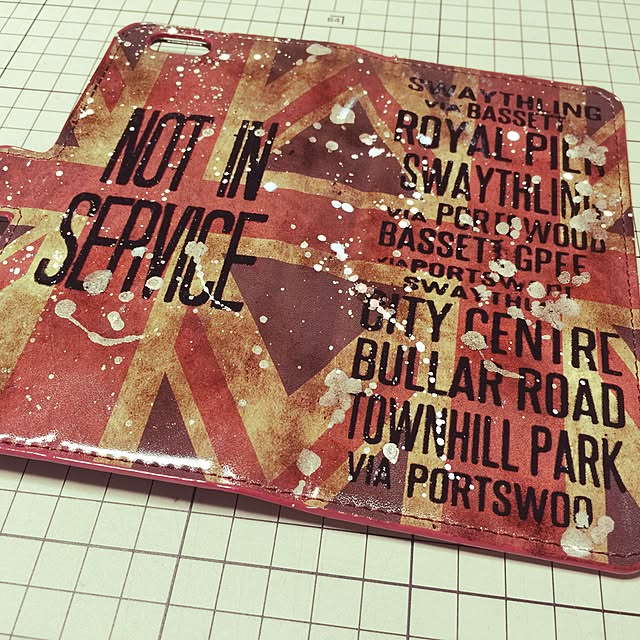 NOT IN
SERVICE
SWAYTHLING
VIA BASSETT
ROYAL PIER
SWAYTHLING
VIA PORTSWOOD
BASSETT GPFE
VIA PORTSWOOD
SWAYTHLING
CITY CENTRE
BULLAR ROAD
TOWNHILL PARK
VIA PORTSWOO